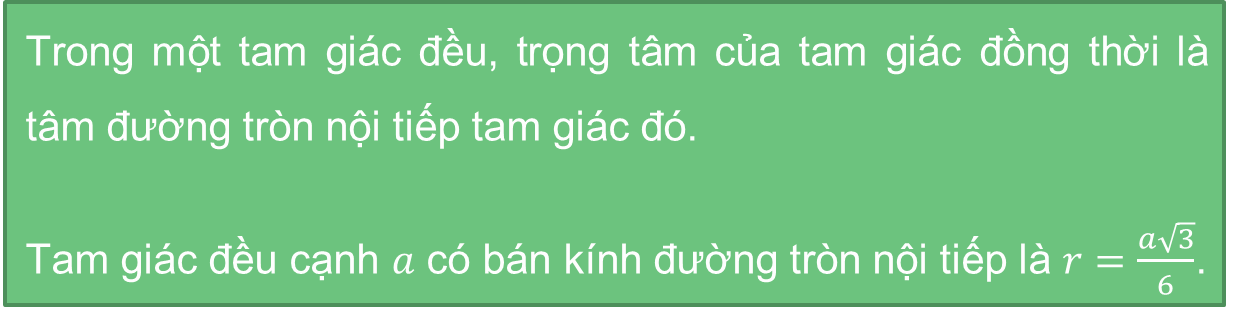 Trong một tam giác đều, trọng tâm của tam giác đồng thời là
tâm đường tròn nội tiếp tam giác đó.
Tam giác đều cạnh a có bán kính đường tròn nội tiếp là r = a√3/6.